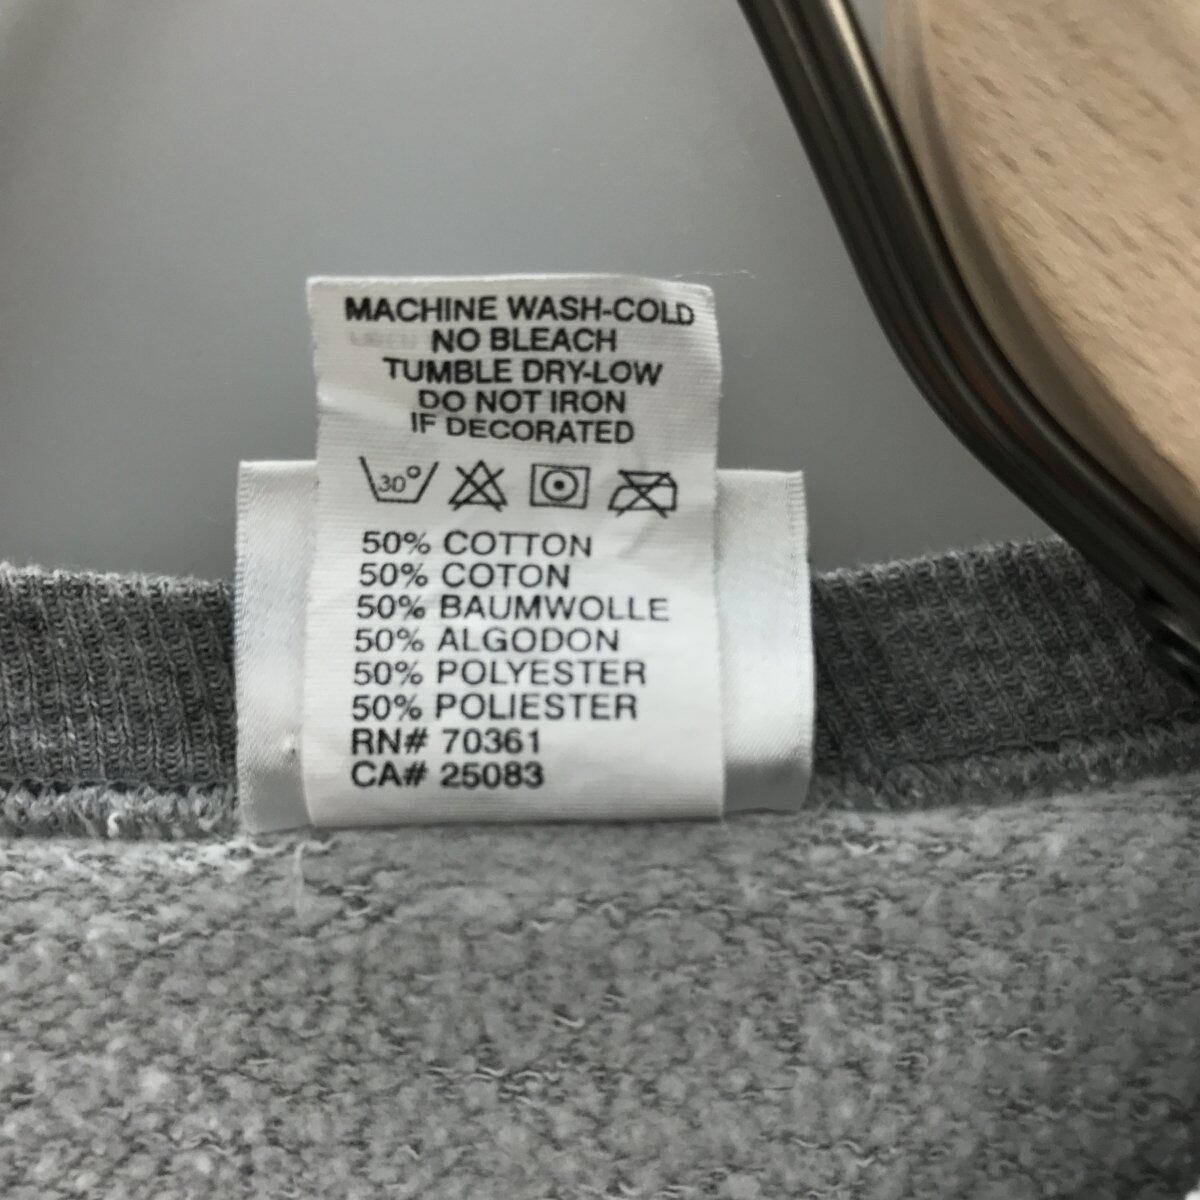 MACHINE WASH-COLD
NO BLEACH
TUMBLE DRY-LOW
DO NOT IRON
IF DECORATED
30°
50% COTTON
50% COTON
50% BAUMWOLLE
50% ALGODON
50% POLYESTER
50% POLIESTER
RN# 70361
CA# 25083